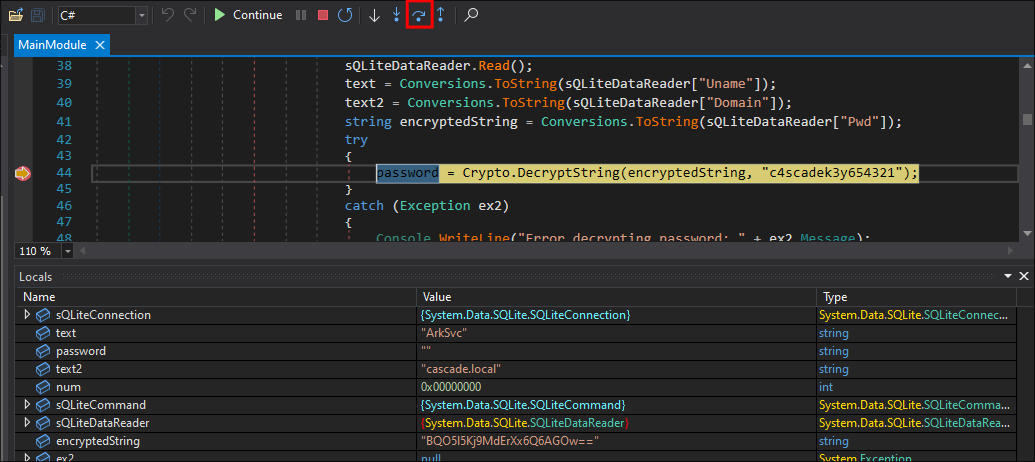 C#
Continue
MainModule
38 sQLiteDataReader.Read();
39 text = Conversions.ToString(sQLiteDataReader["Uname"]);
40 text2 = Conversions.ToString(sQLiteDataReader["Domain"]);
41 string encryptedString = Conversions.ToString(sQLiteDataReader["Pwd"]);
42 try
43 {
44 password = Crypto.DecryptString(encryptedString, "c4scadek3y654321");
45 }
46 catch (Exception ex2)
47 {
48 Console.WriteLine("Error decrypting password: " + ex2.Message);
110 %
Locals
Name Value Type
sQLiteConnection {System.Data.SQLite.SQLiteConnection} System.Data.SQLite.SQLiteConnec...
text "ArkSvc" string
password "" string
text2 "cascade.local" string
num 0x00000000 int
sQLiteCommand {System.Data.SQLite.SQLiteCommand} System.Data.SQLite.SQLiteComma...
sQLiteDataReader {System.Data.SQLite.SQLiteDataReader} System.Data.SQLite.SQLiteDataRea...
encryptedString "BQO5l5Kj9MdErXx6Q6AGOw==" string
ex2 null System.Exception